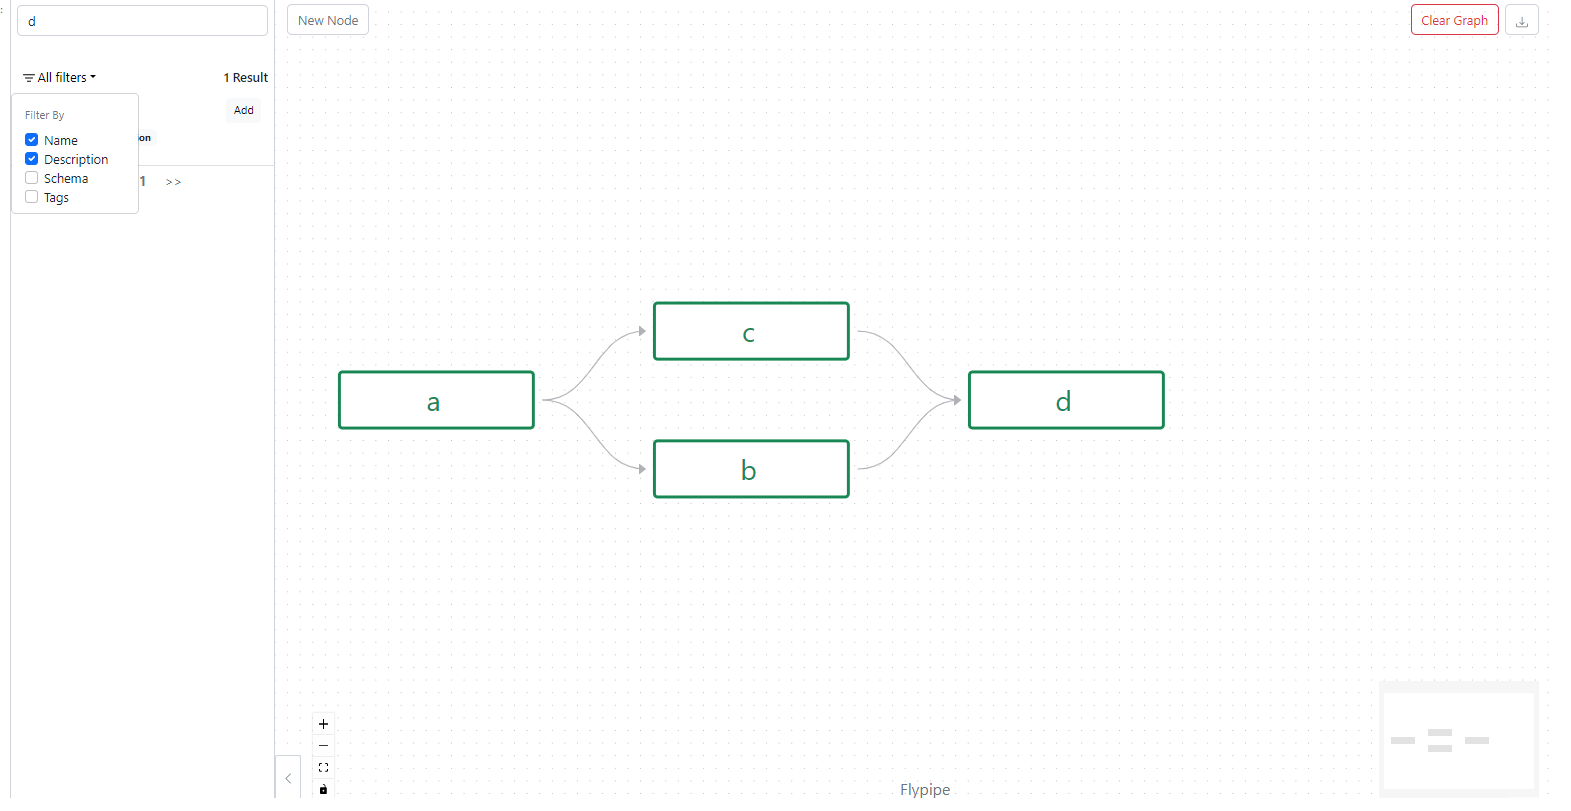 :
d
New Node
Clear Graph
All filters
1 Result
Filter By
Add
Name
on
Description
Schema
1 >>
Tags
c
a
d
b
Flypipe